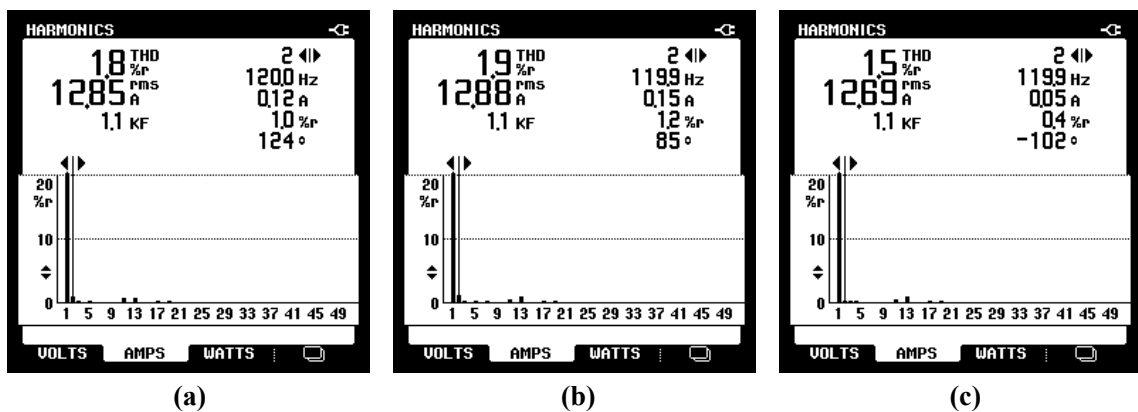 HARMONICS
1.8 THD %r
12.85 rms A
1.1 KF
2
120.0 Hz
0.12 A
1.0 %r
124 °
20
%r
10
0
1 5 9 13 17 21 25 29 33 37 41 45 49
VOLTS AMPS WATTS
(a)
HARMONICS
1.9 THD %r
12.88 rms A
1.1 KF
2
119.9 Hz
0.15 A
1.2 %r
85 °
20
%r
10
0
1 5 9 13 17 21 25 29 33 37 41 45 49
VOLTS AMPS WATTS
(b)
HARMONICS
1.5 THD %r
12.69 rms A
1.1 KF
2
119.9 Hz
0.05 A
0.4 %r
-102 °
20
%r
10
0
1 5 9 13 17 21 25 29 33 37 41 45 49
VOLTS AMPS WATTS
(c)